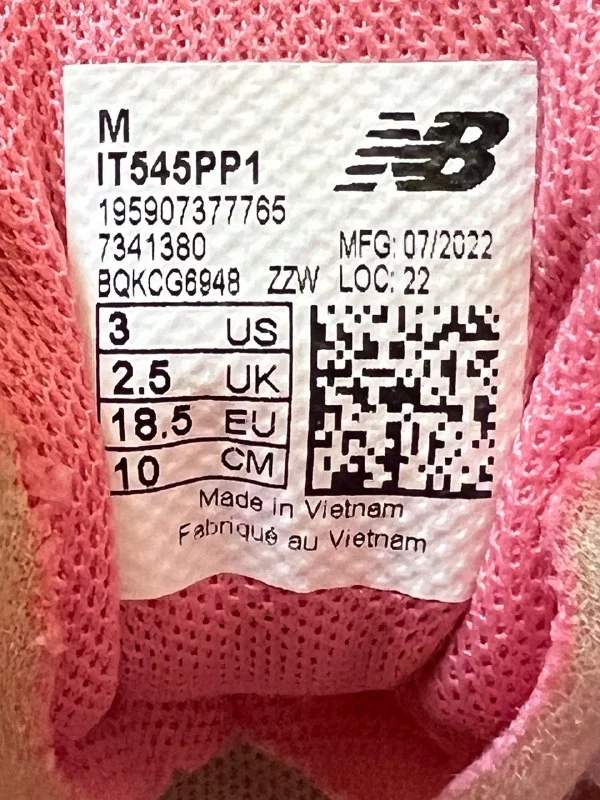 M
IT545PP1
195907377765
7341380
MFG: 07/2022
BQKCG6948 ZZW LOC: 22
3 US
2.5 UK
18.5 EU
10 CM
Made in Vietnam
Fabriqué au Vietnam
NB